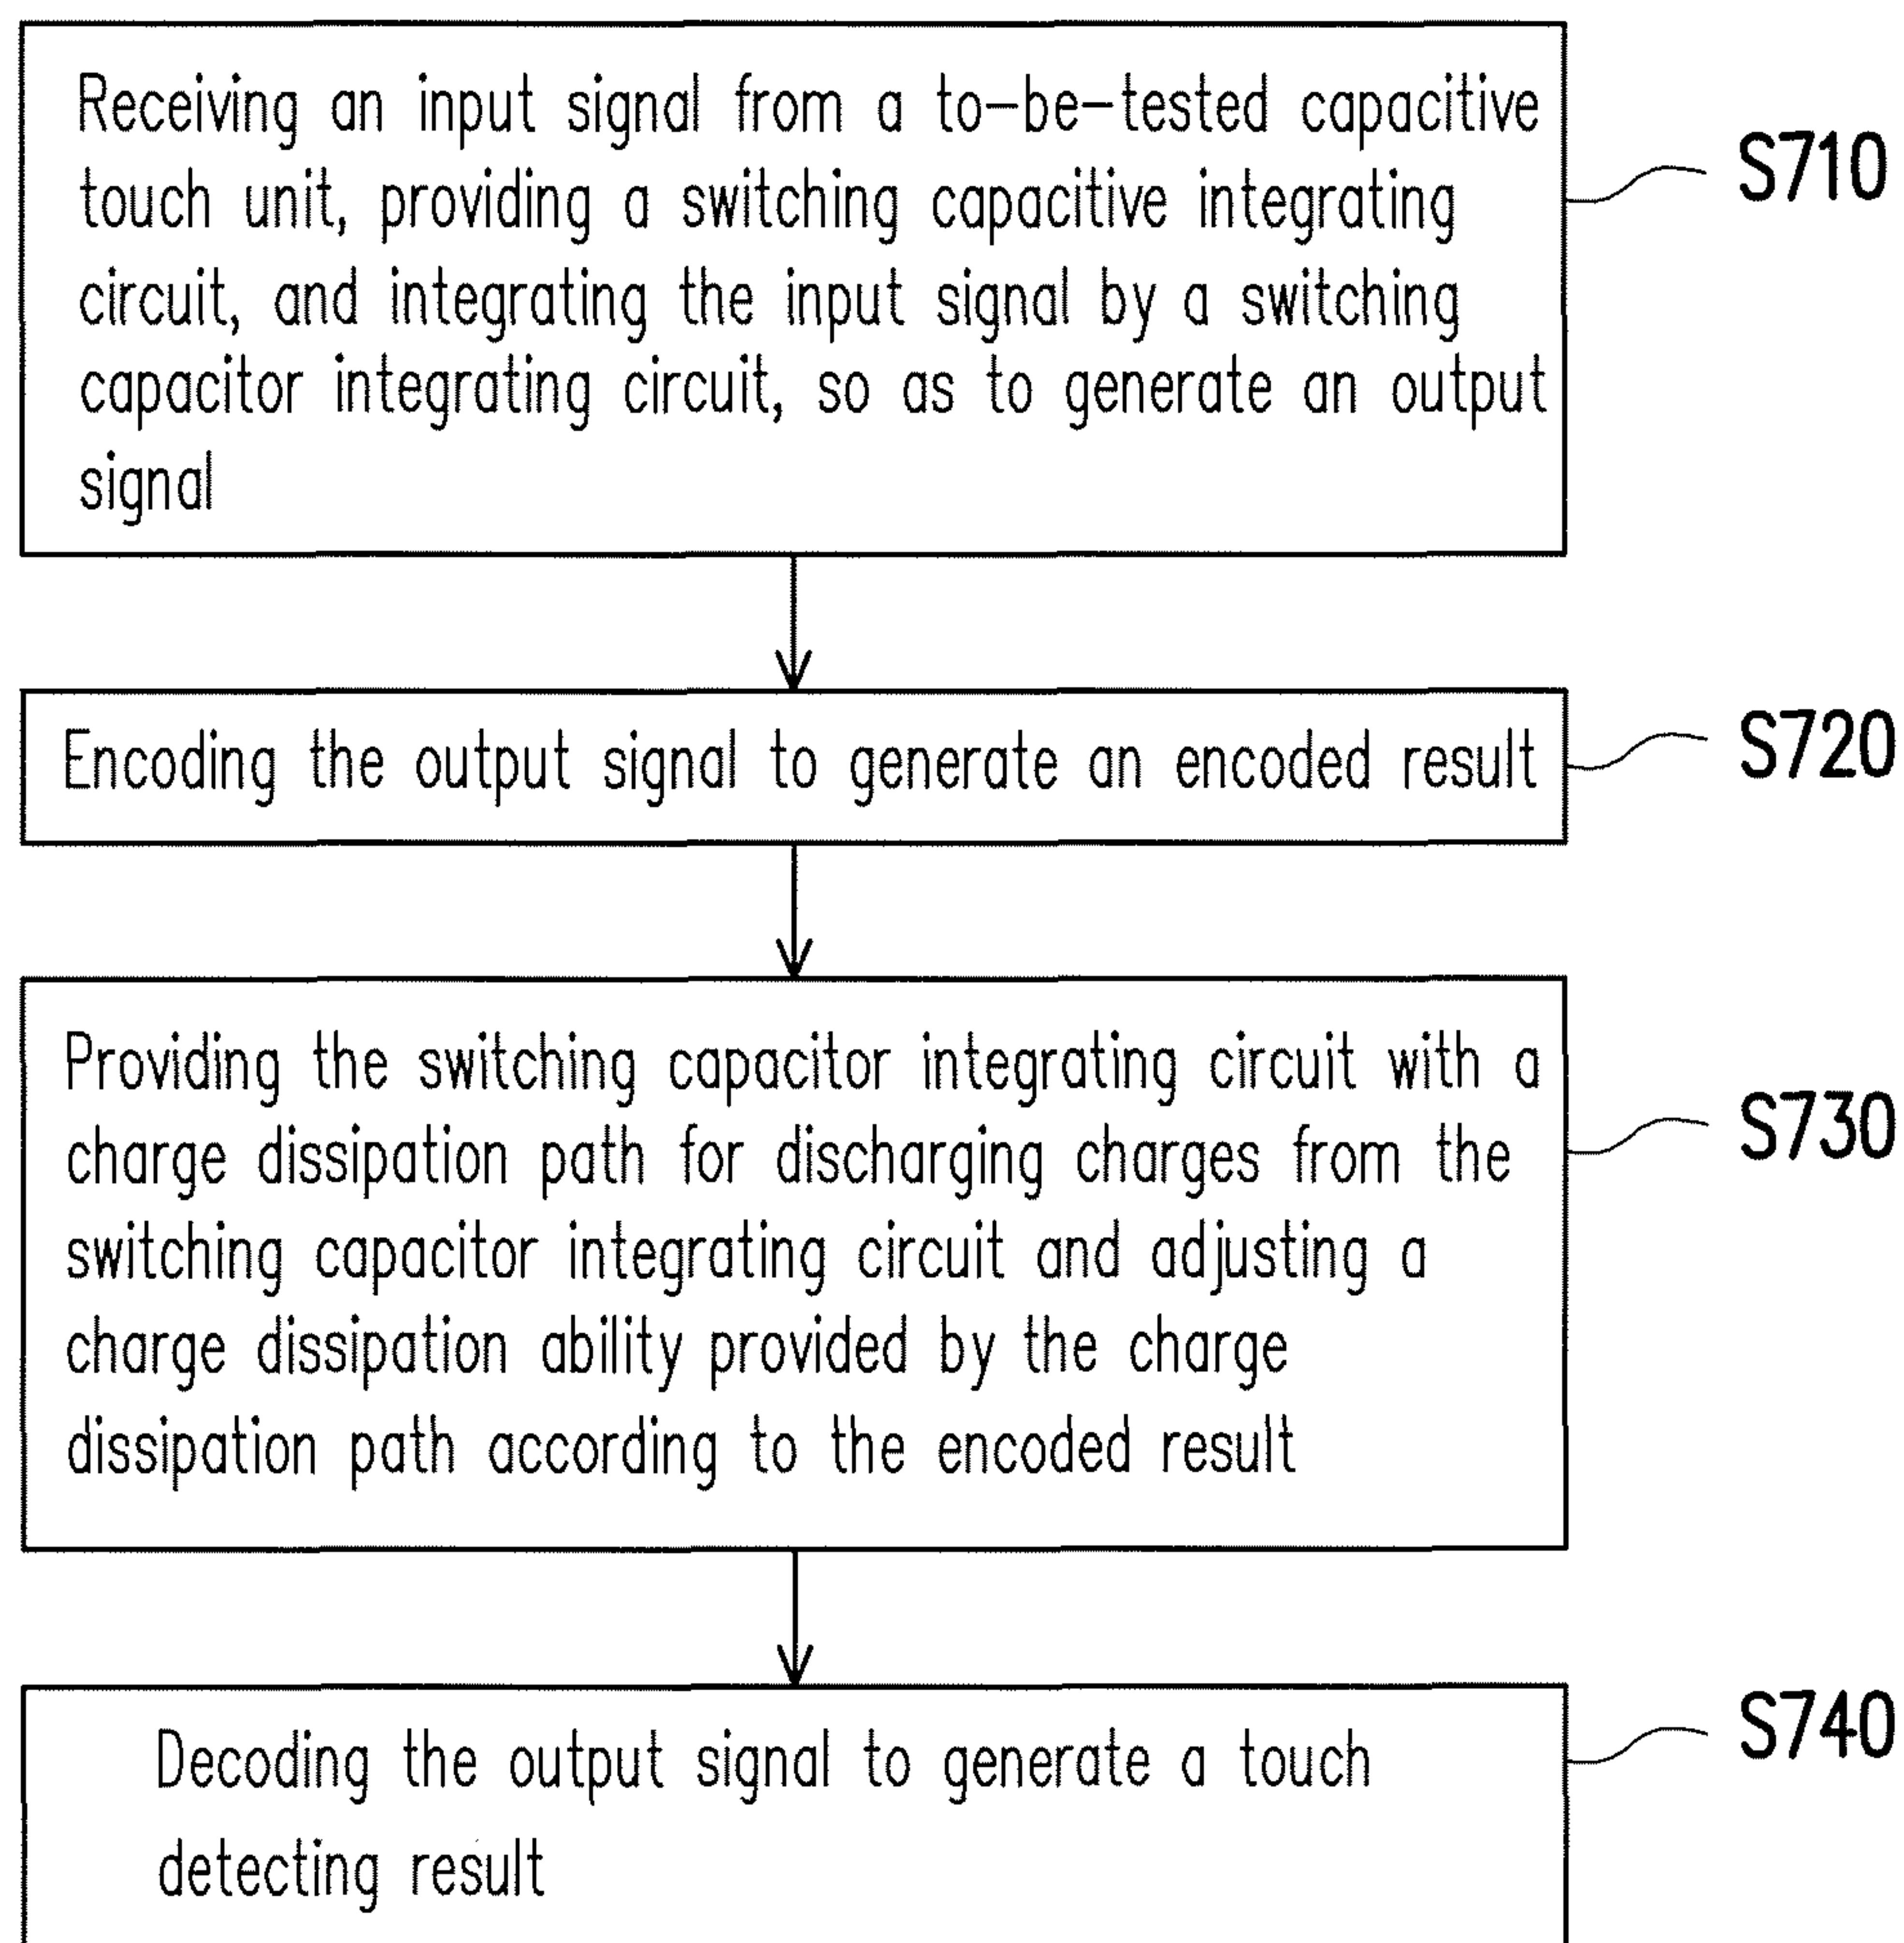 Receiving an input signal from a to-be-tested capacitive
touch unit, providing a switching capacitive integrating
circuit, and integrating the input signal by a switching
capacitor integrating circuit, so as to generate an output
signal
S710
Encoding the output signal to generate an encoded result
S720
Providing the switching capacitor integrating circuit with a
charge dissipation path for discharging charges from the
switching capacitor integrating circuit and adjusting a
charge dissipation ability provided by the charge
dissipation path according to the encoded result
S730
Decoding the output signal to generate a touch
detecting result
S740